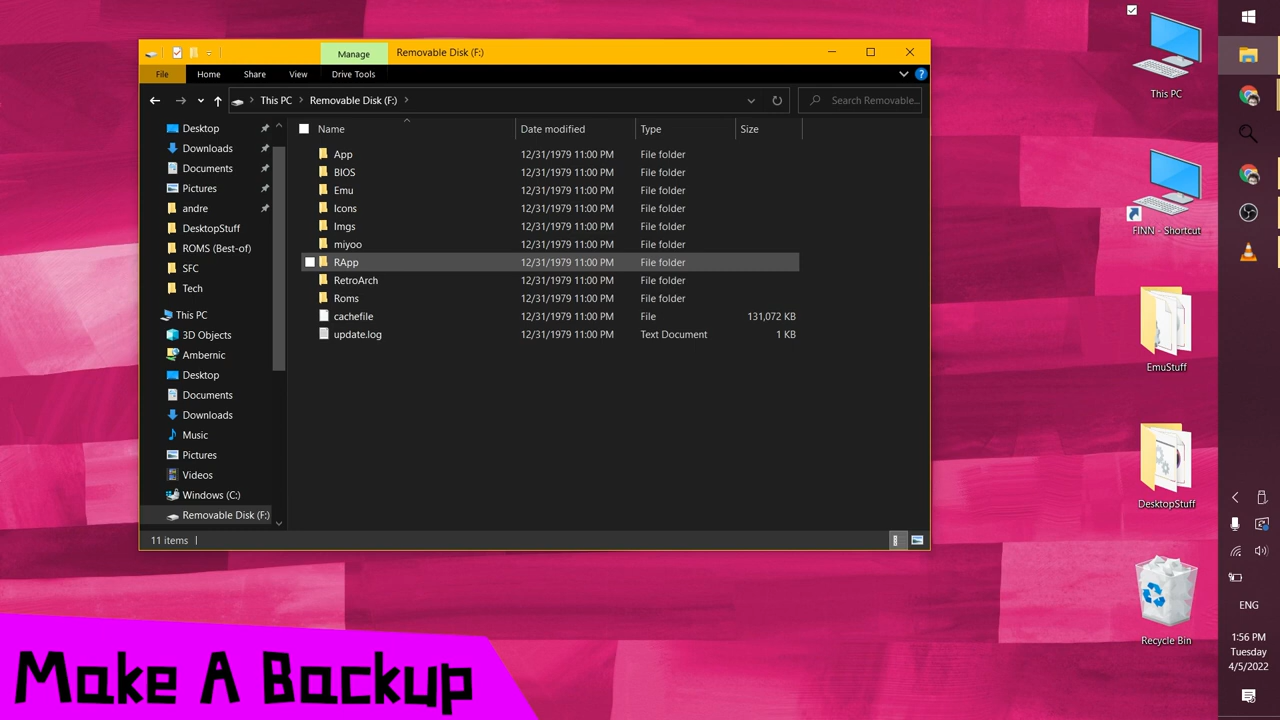 Manage
Removable Disk (F:)
File
Home
Share
View
Drive Tools
?
This PC
Removable Disk (F:)
Search Removable...
Name
Date modified
Type
Size
Desktop
Downloads
Documents
Pictures
andre
DesktopStuff
ROMS (Best-of)
SFC
Tech
This PC
3D Objects
Ambernic
Desktop
Documents
Downloads
Music
Pictures
Videos
Windows (C:)
Removable Disk (F:)
App 12/31/1979 11:00 PM File folder
BIOS 12/31/1979 11:00 PM File folder
Emu 12/31/1979 11:00 PM File folder
Icons 12/31/1979 11:00 PM File folder
Imgs 12/31/1979 11:00 PM File folder
miyoo 12/31/1979 11:00 PM File folder
RApp 12/31/1979 11:00 PM File folder
RetroArch 12/31/1979 11:00 PM File folder
Roms 12/31/1979 11:00 PM File folder
cachefile 12/31/1979 11:00 PM File 131,072 KB
update.log 12/31/1979 11:00 PM Text Document 1 KB
11 items
This PC
FINN - Shortcut
EmuStuff
DesktopStuff
Recycle Bin
ENG
1:56 PM
Tuesday
4/5/2022
Make A Backup